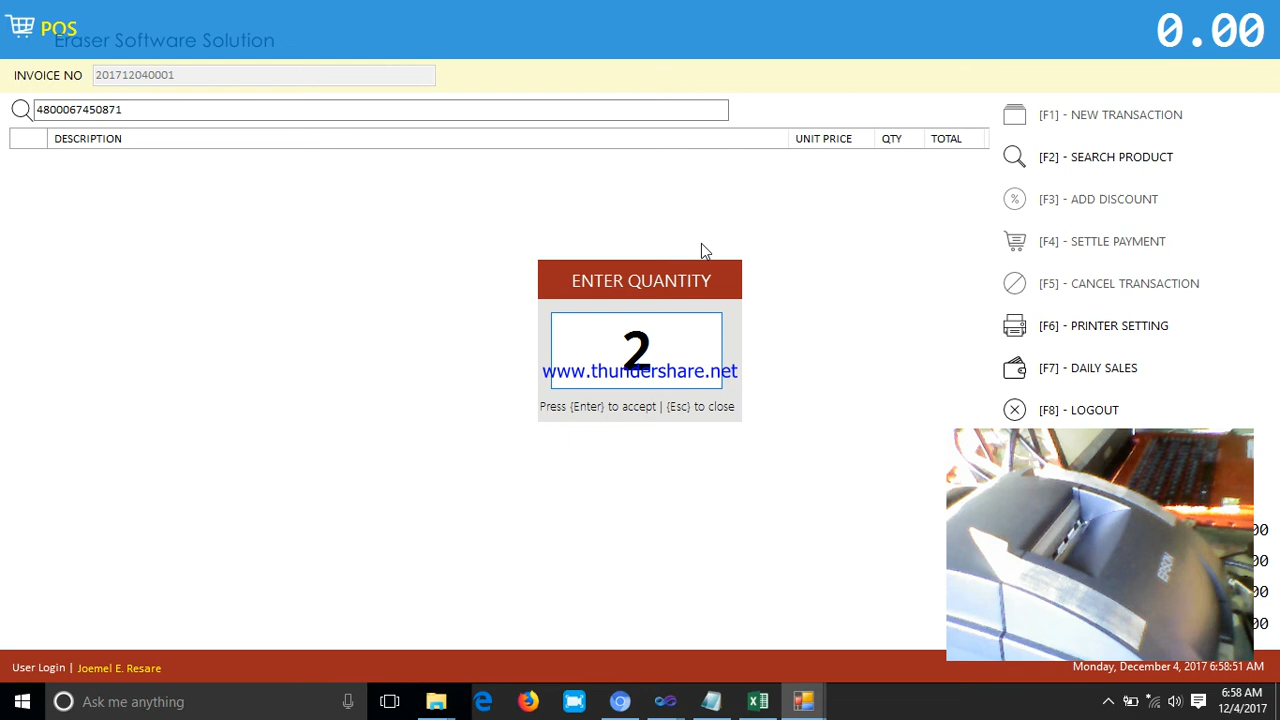 POS
Eraser Software Solution
0.00
INVOICE NO 201712040001
4800067450871
DESCRIPTION UNIT PRICE QTY TOTAL
[F1] - NEW TRANSACTION
[F2] - SEARCH PRODUCT
[F3] - ADD DISCOUNT
[F4] - SETTLE PAYMENT
[F5] - CANCEL TRANSACTION
[F6] - PRINTER SETTING
[F7] - DAILY SALES
[F8] - LOGOUT
ENTER QUANTITY
2
www.thundershare.net
Press {Enter} to accept | {Esc} to close
EPSON
User Login | Joemel E. Resare
Monday, December 4, 2017 6:58:51 AM
Ask me anything
6:58 AM
12/4/2017